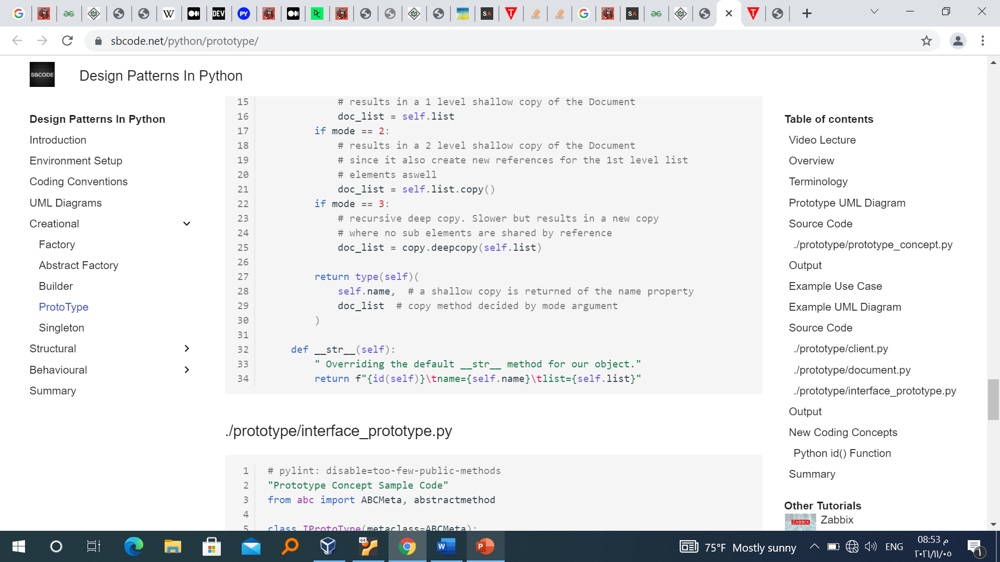 W
DEV
PY
SA
T
SA
T
sbcode.net/python/prototype/
SBCODE
Design Patterns In Python
Design Patterns In Python
Introduction
Environment Setup
Coding Conventions
UML Diagrams
Creational
Factory
Abstract Factory
Builder
ProtoType
Singleton
Structural
Behavioural
Summary
15 # results in a 1 level shallow copy of the Document
16 doc_list = self.list
17 if mode == 2:
18 # results in a 2 level shallow copy of the Document
19 # since it also create new references for the 1st level list
20 # elements aswell
21 doc_list = self.list.copy()
22 if mode == 3:
23 # recursive deep copy. Slower but results in a new copy
24 # where no sub elements are shared by reference
25 doc_list = copy.deepcopy(self.list)
26
27 return type(self)(
28 self.name,  # a shallow copy is returned of the name property
29 doc_list  # copy method decided by mode argument
30 )
31
32 def __str__(self):
33 " Overriding the default __str__ method for our object."
34 return f"{id(self)}\tname={self.name}\tlist={self.list}"
./prototype/interface_prototype.py
1 # pylint: disable=too-few-public-methods
2 "Prototype Concept Sample Code"
3 from abc import ABCMeta, abstractmethod
4
5 class IProtoType(metaclass=ABCMeta):
Table of contents
Video Lecture
Overview
Terminology
Prototype UML Diagram
Source Code
./prototype/prototype_concept.py
Output
Example Use Case
Example UML Diagram
Source Code
./prototype/client.py
./prototype/document.py
./prototype/interface_prototype.py
Output
New Coding Concepts
Python id() Function
Summary
Other Tutorials
ZABBIX
Zabbix
64
W
P
75°F Mostly sunny
ENG
08:53 م
٢٠٢١/١١/٠٥
١